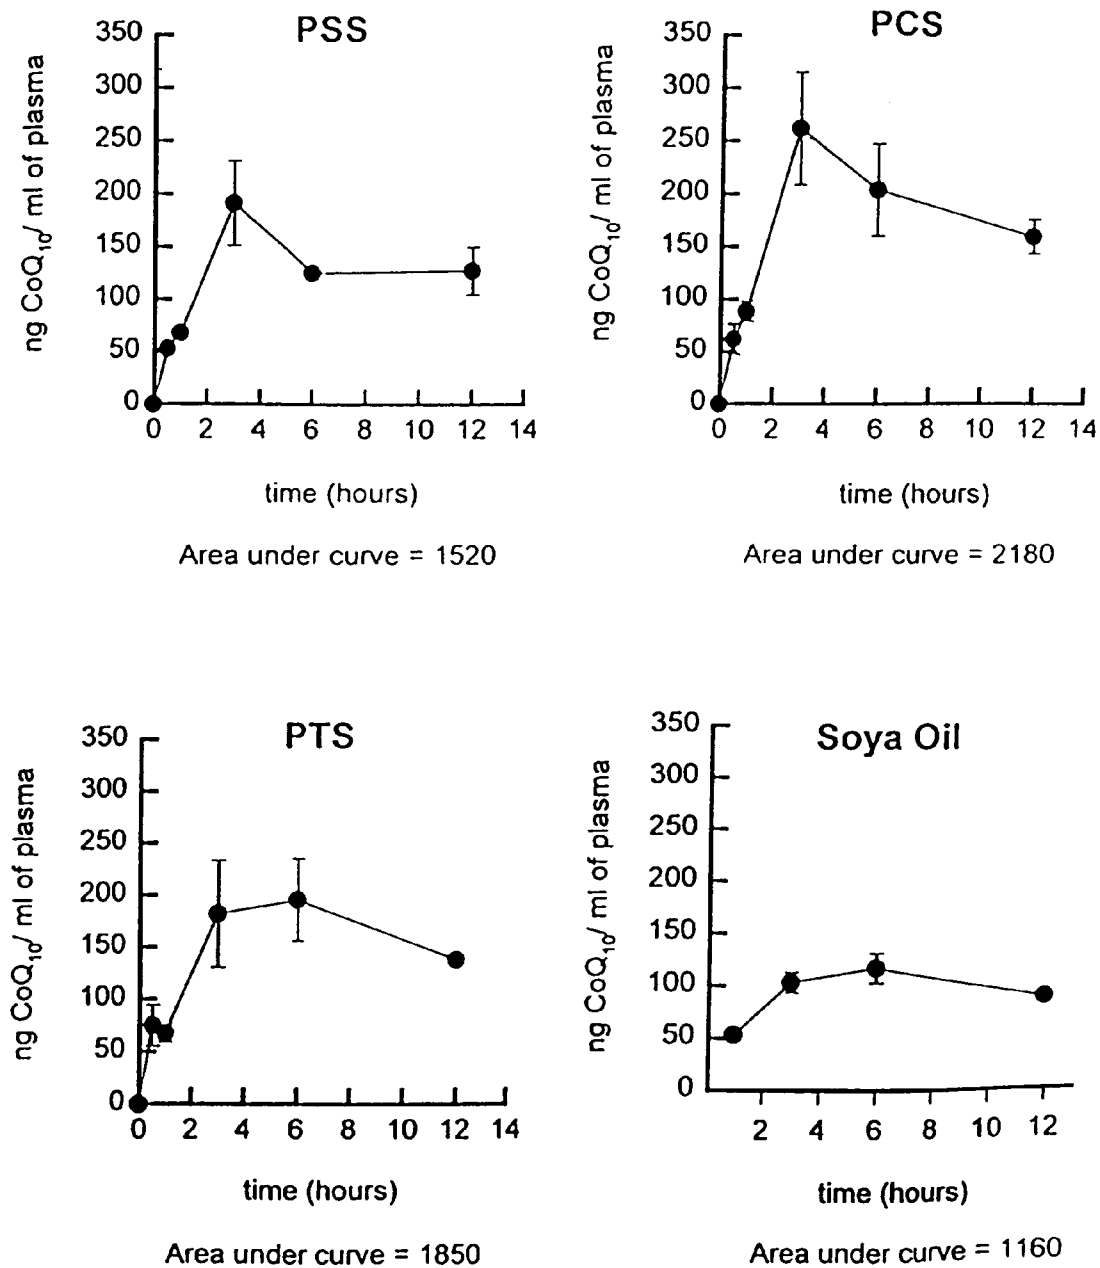 PSS
ng CoQ10/ ml of plasma
350
300
250
200
150
100
50
0
0 2 4 6 8 10 12 14
time (hours)
Area under curve = 1520
PCS
ng CoQ10/ ml of plasma
350
300
250
200
150
100
50
0
0 2 4 6 8 10 12 14
time (hours)
Area under curve = 2180
PTS
ng CoQ10/ ml of plasma
350
300
250
200
150
100
50
0
0 2 4 6 8 10 12 14
time (hours)
Area under curve = 1850
Soya Oil
ng CoQ10/ ml of plasma
350
300
250
200
150
100
50
0
2 4 6 8 10 12
time (hours)
Area under curve = 1160